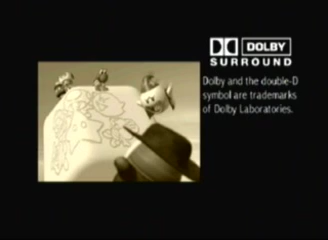 DOLBY
SURROUND
Dolby and the double-D
symbol are trademarks
of Dolby Laboratories.